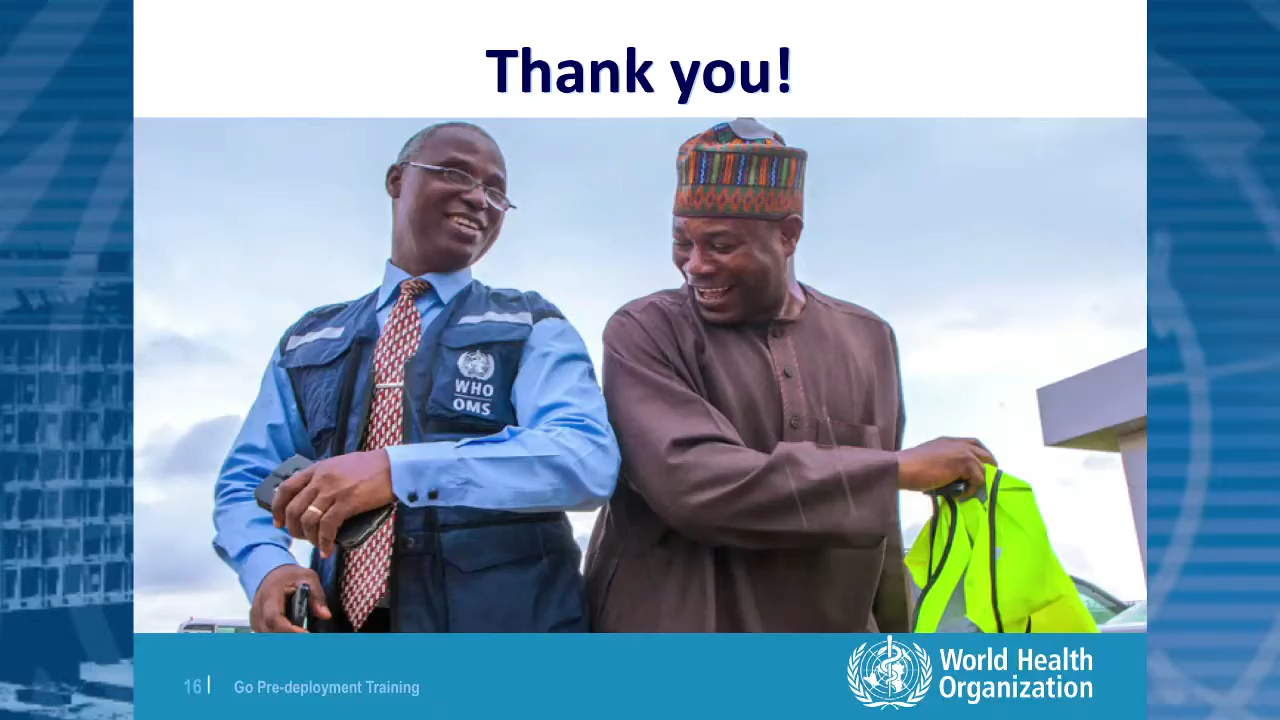 Thank you!
WHO
OMS
16
Go Pre-deployment Training
World Health
Organization